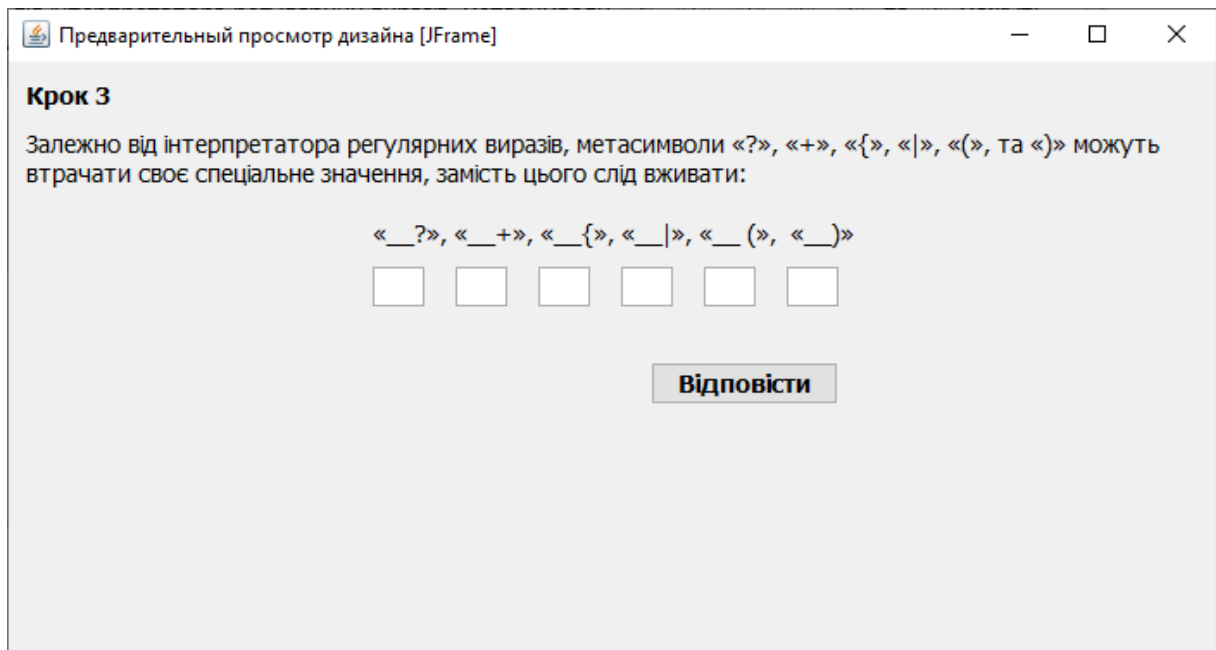 Предварительный просмотр дизайна [JFrame]
Крок 3
Залежно від інтерпретатора регулярних виразів, метасимволи «?», «+», «{», «|», «(», та «)» можуть
втрачати своє спеціальне значення, замість цього слід вживати:
«__?», «__+», «__{», «__|», «__ (», «__)»
Відповісти